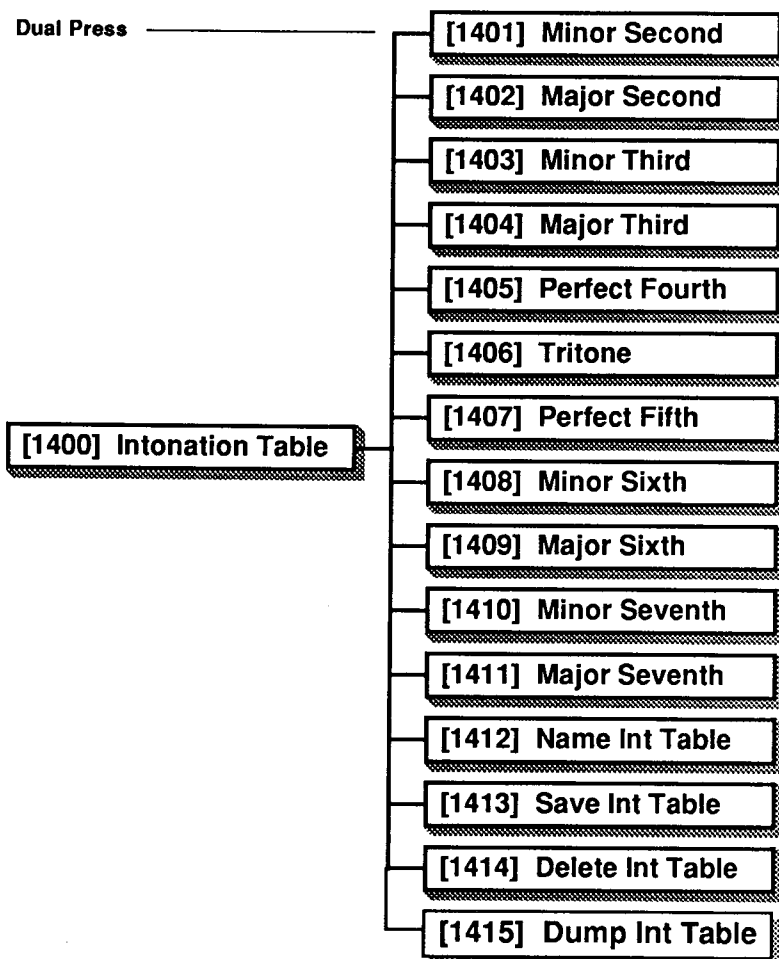 Dual Press
[1401] Minor Second
[1402] Major Second
[1403] Minor Third
[1404] Major Third
[1405] Perfect Fourth
[1406] Tritone
[1407] Perfect Fifth
[1400] Intonation Table
[1408] Minor Sixth
[1409] Major Sixth
[1410] Minor Seventh
[1411] Major Seventh
[1412] Name Int Table
[1413] Save Int Table
[1414] Delete Int Table
[1415] Dump Int Table